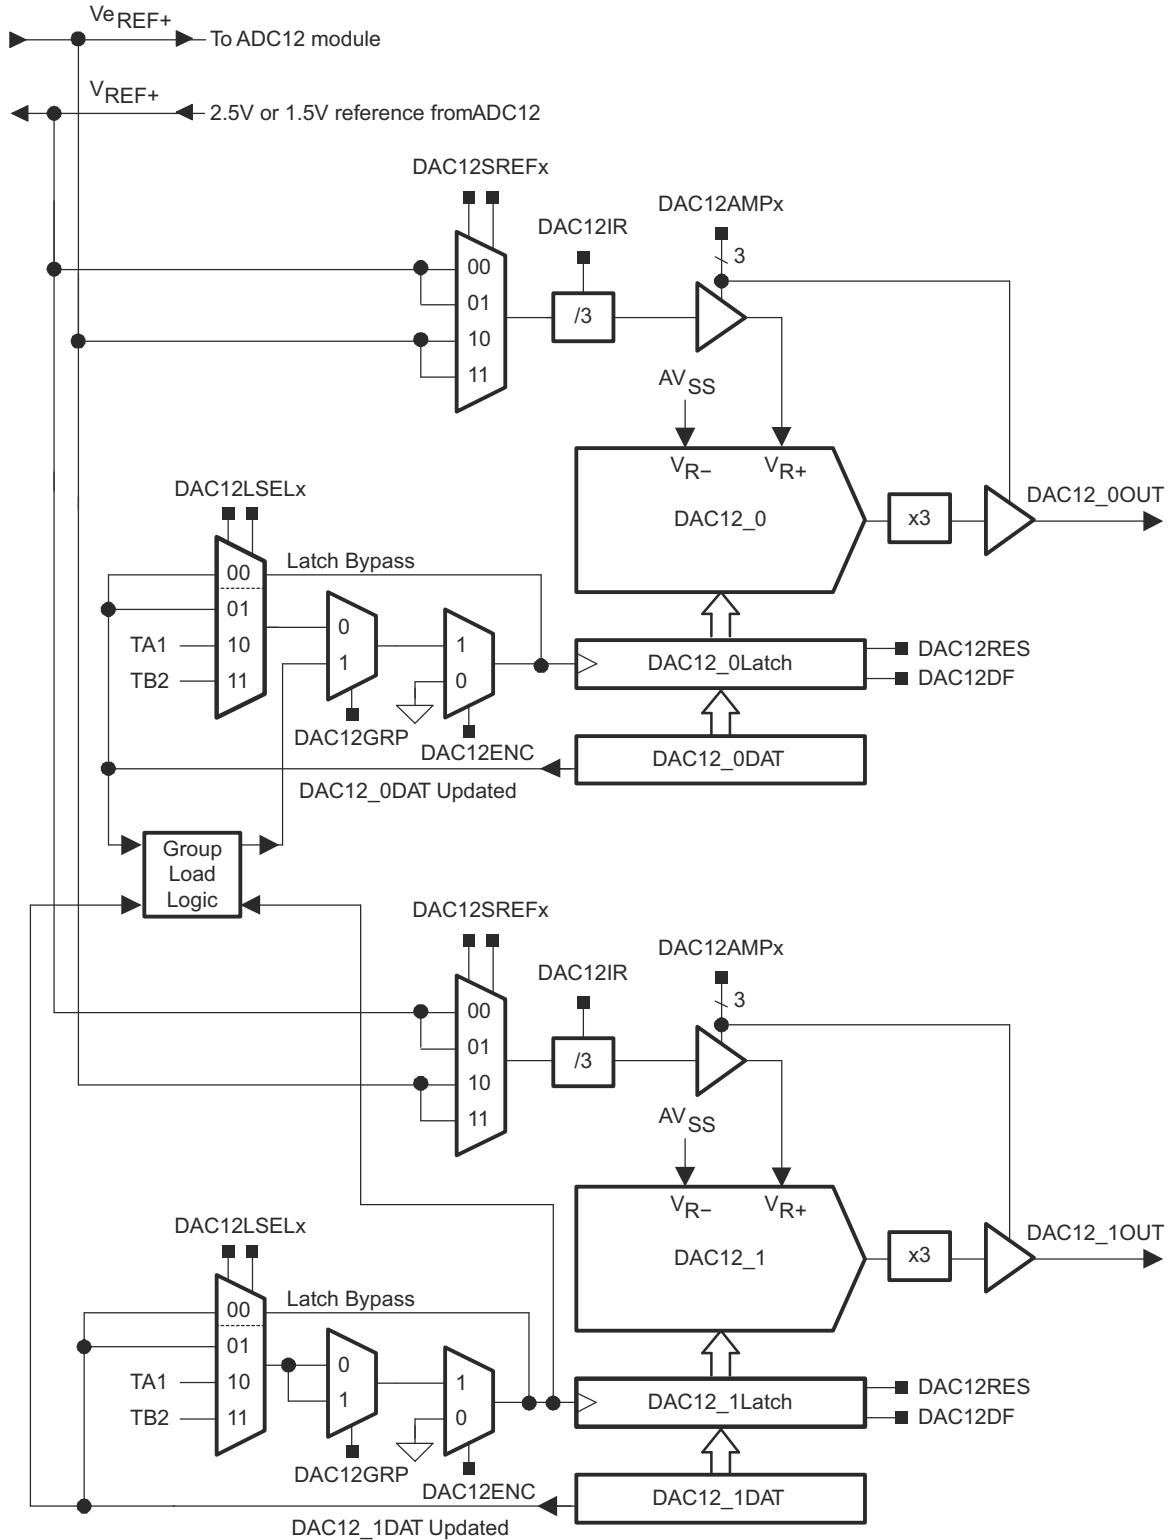 VeREF+
To ADC12 module
VREF+
2.5V or 1.5V reference fromADC12
DAC12SREFx
DAC12IR
DAC12AMPx
3
00
01
10
11
/3
AVSS
VR−
VR+
DAC12_0
x3
DAC12_0OUT
DAC12LSELx
Latch Bypass
00
01
TA1
10
TB2
11
0
1
1
0
DAC12GRP
DAC12ENC
DAC12_0Latch
DAC12RES
DAC12DF
DAC12_0DAT
DAC12_0DAT Updated
Group
Load
Logic
DAC12SREFx
DAC12IR
DAC12AMPx
3
00
01
10
11
/3
AVSS
VR−
VR+
DAC12_1
x3
DAC12_1OUT
DAC12LSELx
Latch Bypass
00
01
TA1
10
TB2
11
0
1
1
0
DAC12GRP
DAC12ENC
DAC12_1Latch
DAC12RES
DAC12DF
DAC12_1DAT
DAC12_1DAT Updated